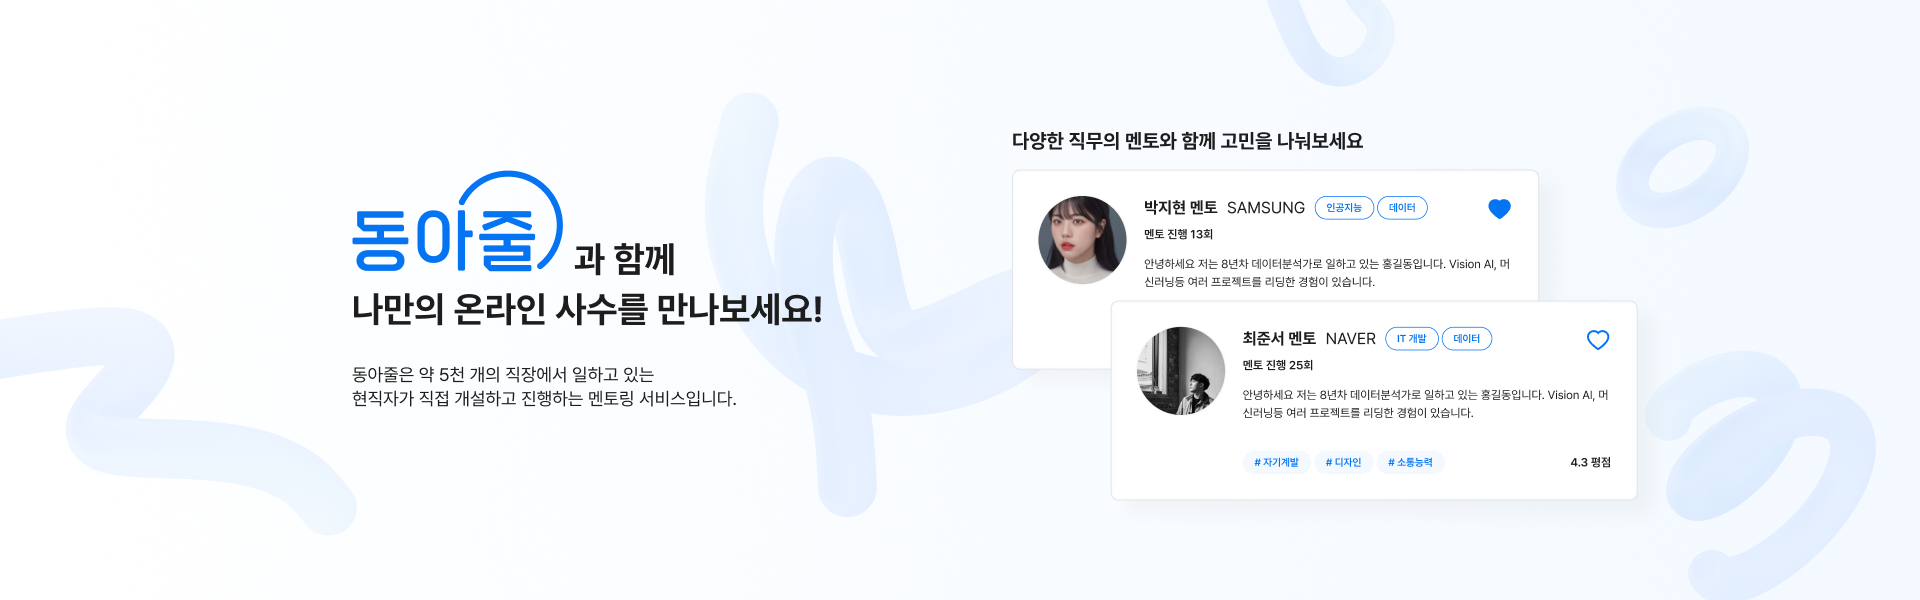 동아줄 과 함께
나만의 온라인 사수를 만나보세요!
동아줄은 약 5천 개의 직장에서 일하고 있는
현직자가 직접 개설하고 진행하는 멘토링 서비스입니다.
다양한 직무의 멘토와 함께 고민을 나눠보세요
박지현 멘토 SAMSUNG 인공지능 데이터
멘토 진행 13회
안녕하세요 저는 8년차 데이터분석가로 일하고 있는 홍길동입니다. Vision AI, 머
신러닝등 여러 프로젝트를 리딩한 경험이 있습니다.
최준서 멘토 NAVER IT 개발 데이터
멘토 진행 25회
안녕하세요 저는 8년차 데이터분석가로 일하고 있는 홍길동입니다. Vision AI, 머
신러닝등 여러 프로젝트를 리딩한 경험이 있습니다.
# 자기계발 # 디자인 # 소통능력 4.3 평점